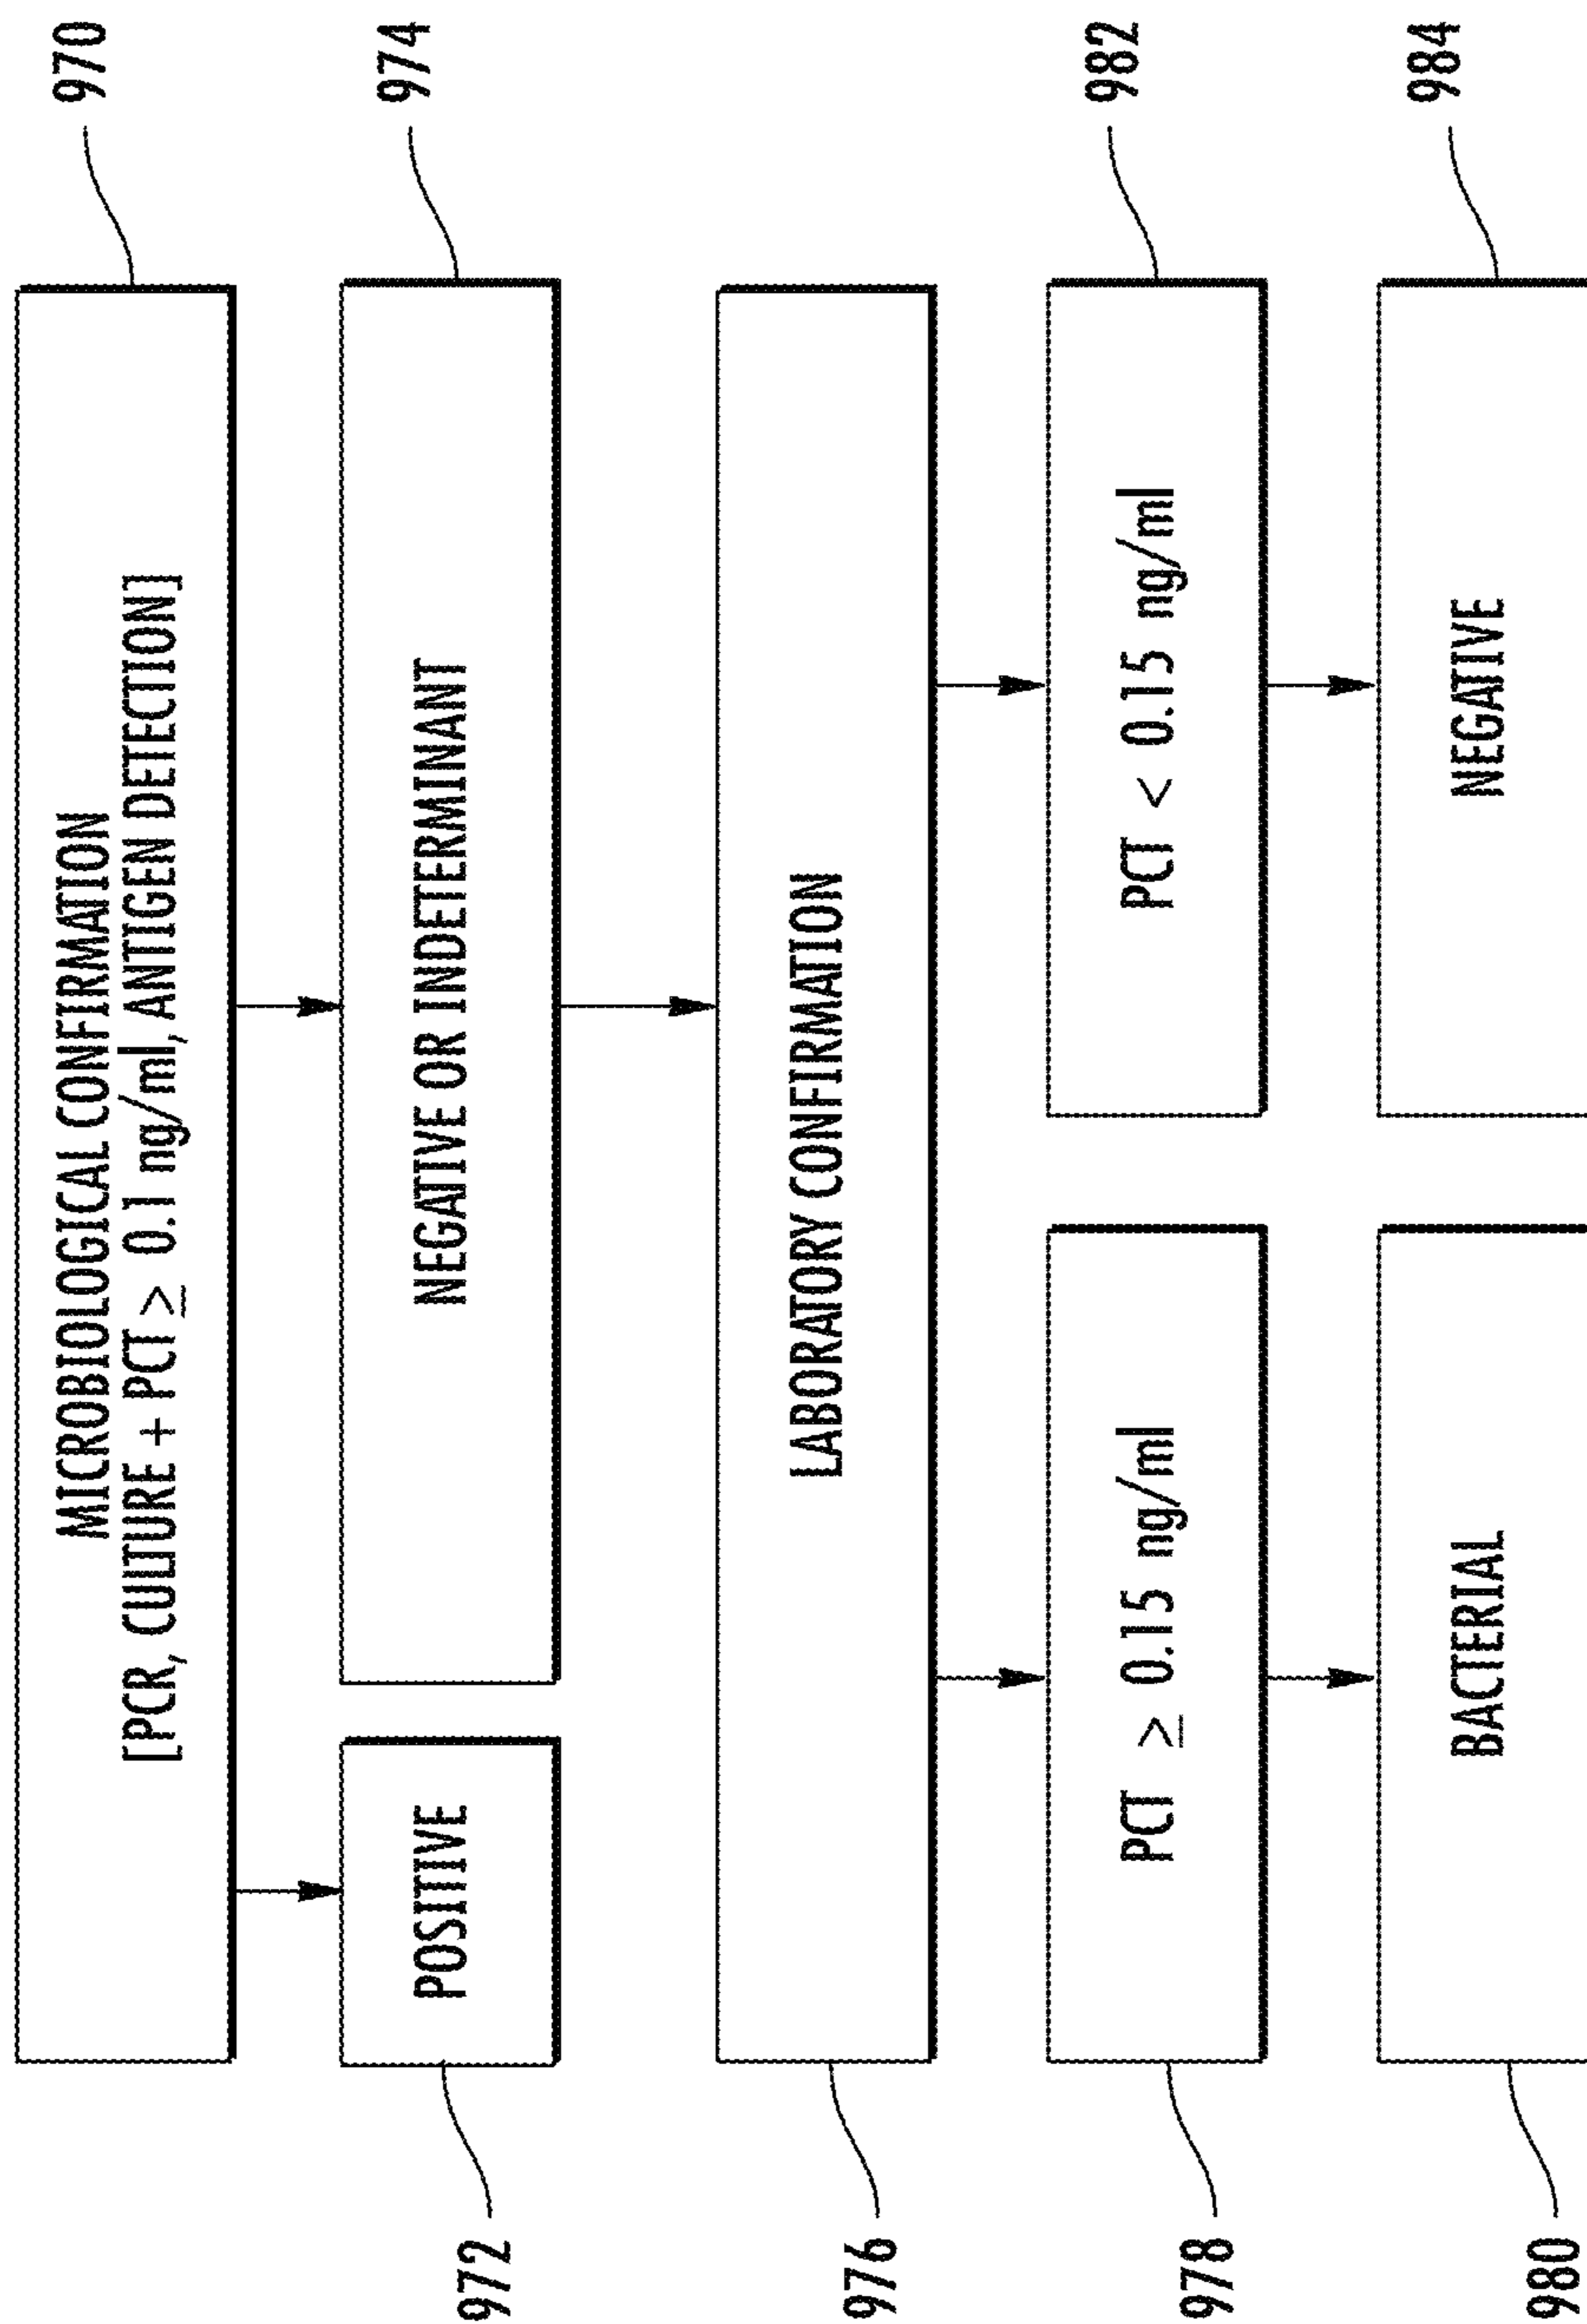 MICROBIOLOGICAL CONFIRMATION
[PCR, CULTURE + PCT ≥ 0.1 ng/ml, ANTIGEN DETECTION]
970
POSITIVE
972
NEGATIVE OR INDETERMINANT
974
LABORATORY CONFIRMATION
976
PCT ≥ 0.15 ng/ml
978
PCT < 0.15 ng/ml
982
BACTERIAL
980
NEGATIVE
984